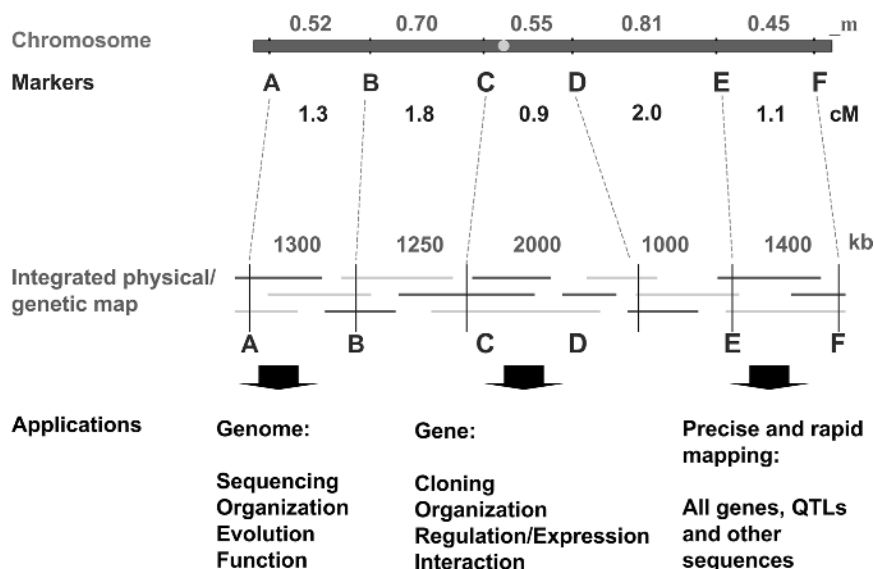 0.52 0.70 0.55 0.81 0.45 _m
Chromosome
Markers A B C D E F
1.3 1.8 0.9 2.0 1.1 cM
1300 1250 2000 1000 1400 kb
Integrated physical/
genetic map
A B C D E F
Applications
Genome:
Sequencing
Organization
Evolution
Function
Gene:
Cloning
Organization
Regulation/Expression
Interaction
Precise and rapid
mapping:
All genes, QTLs
and other
sequences